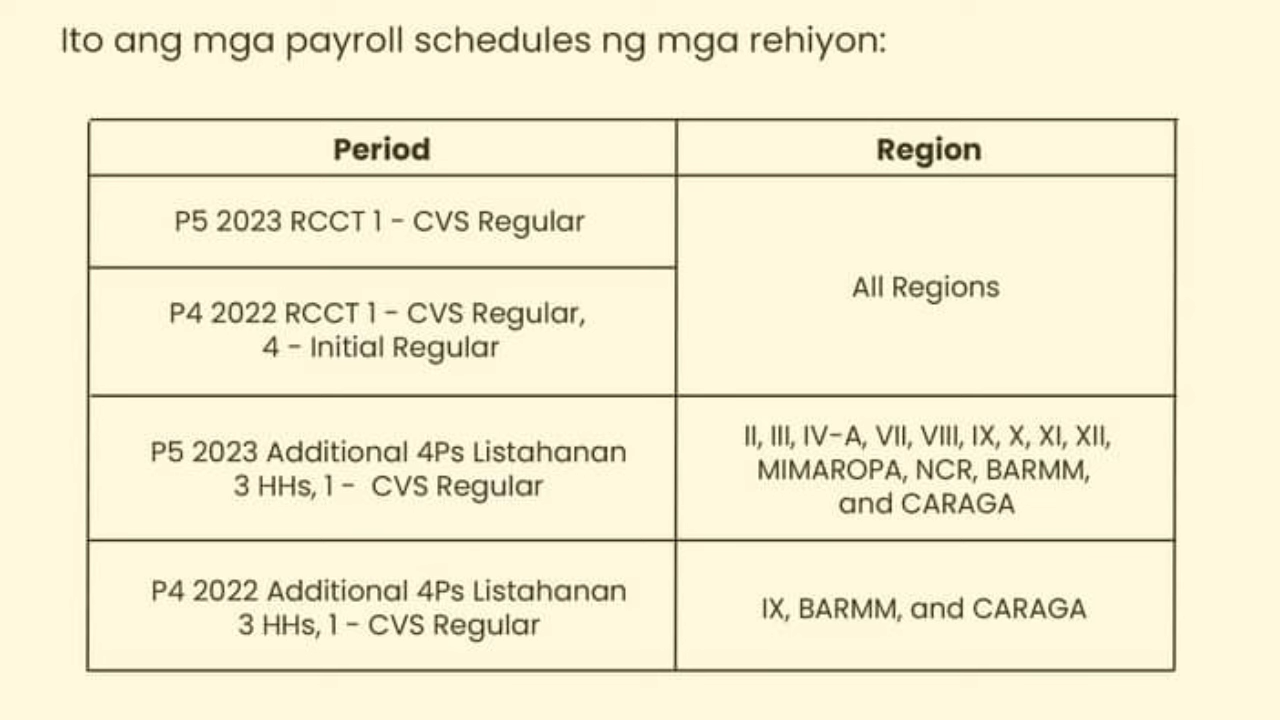 Ito ang mga payroll schedules ng mga rehiyon:
Period
Region
P5 2023 RCCT 1 - CVS Regular
All Regions
P4 2022 RCCT 1 - CVS Regular,
4 - Initial Regular
P5 2023 Additional 4Ps Listahanan
3 HHs, 1 -  CVS Regular
II, III, IV-A, VII, VIII, IX, X, XI, XII,
MIMAROPA, NCR, BARMM,
and CARAGA
P4 2022 Additional 4Ps Listahanan
3 HHs, 1 - CVS Regular
IX, BARMM, and CARAGA